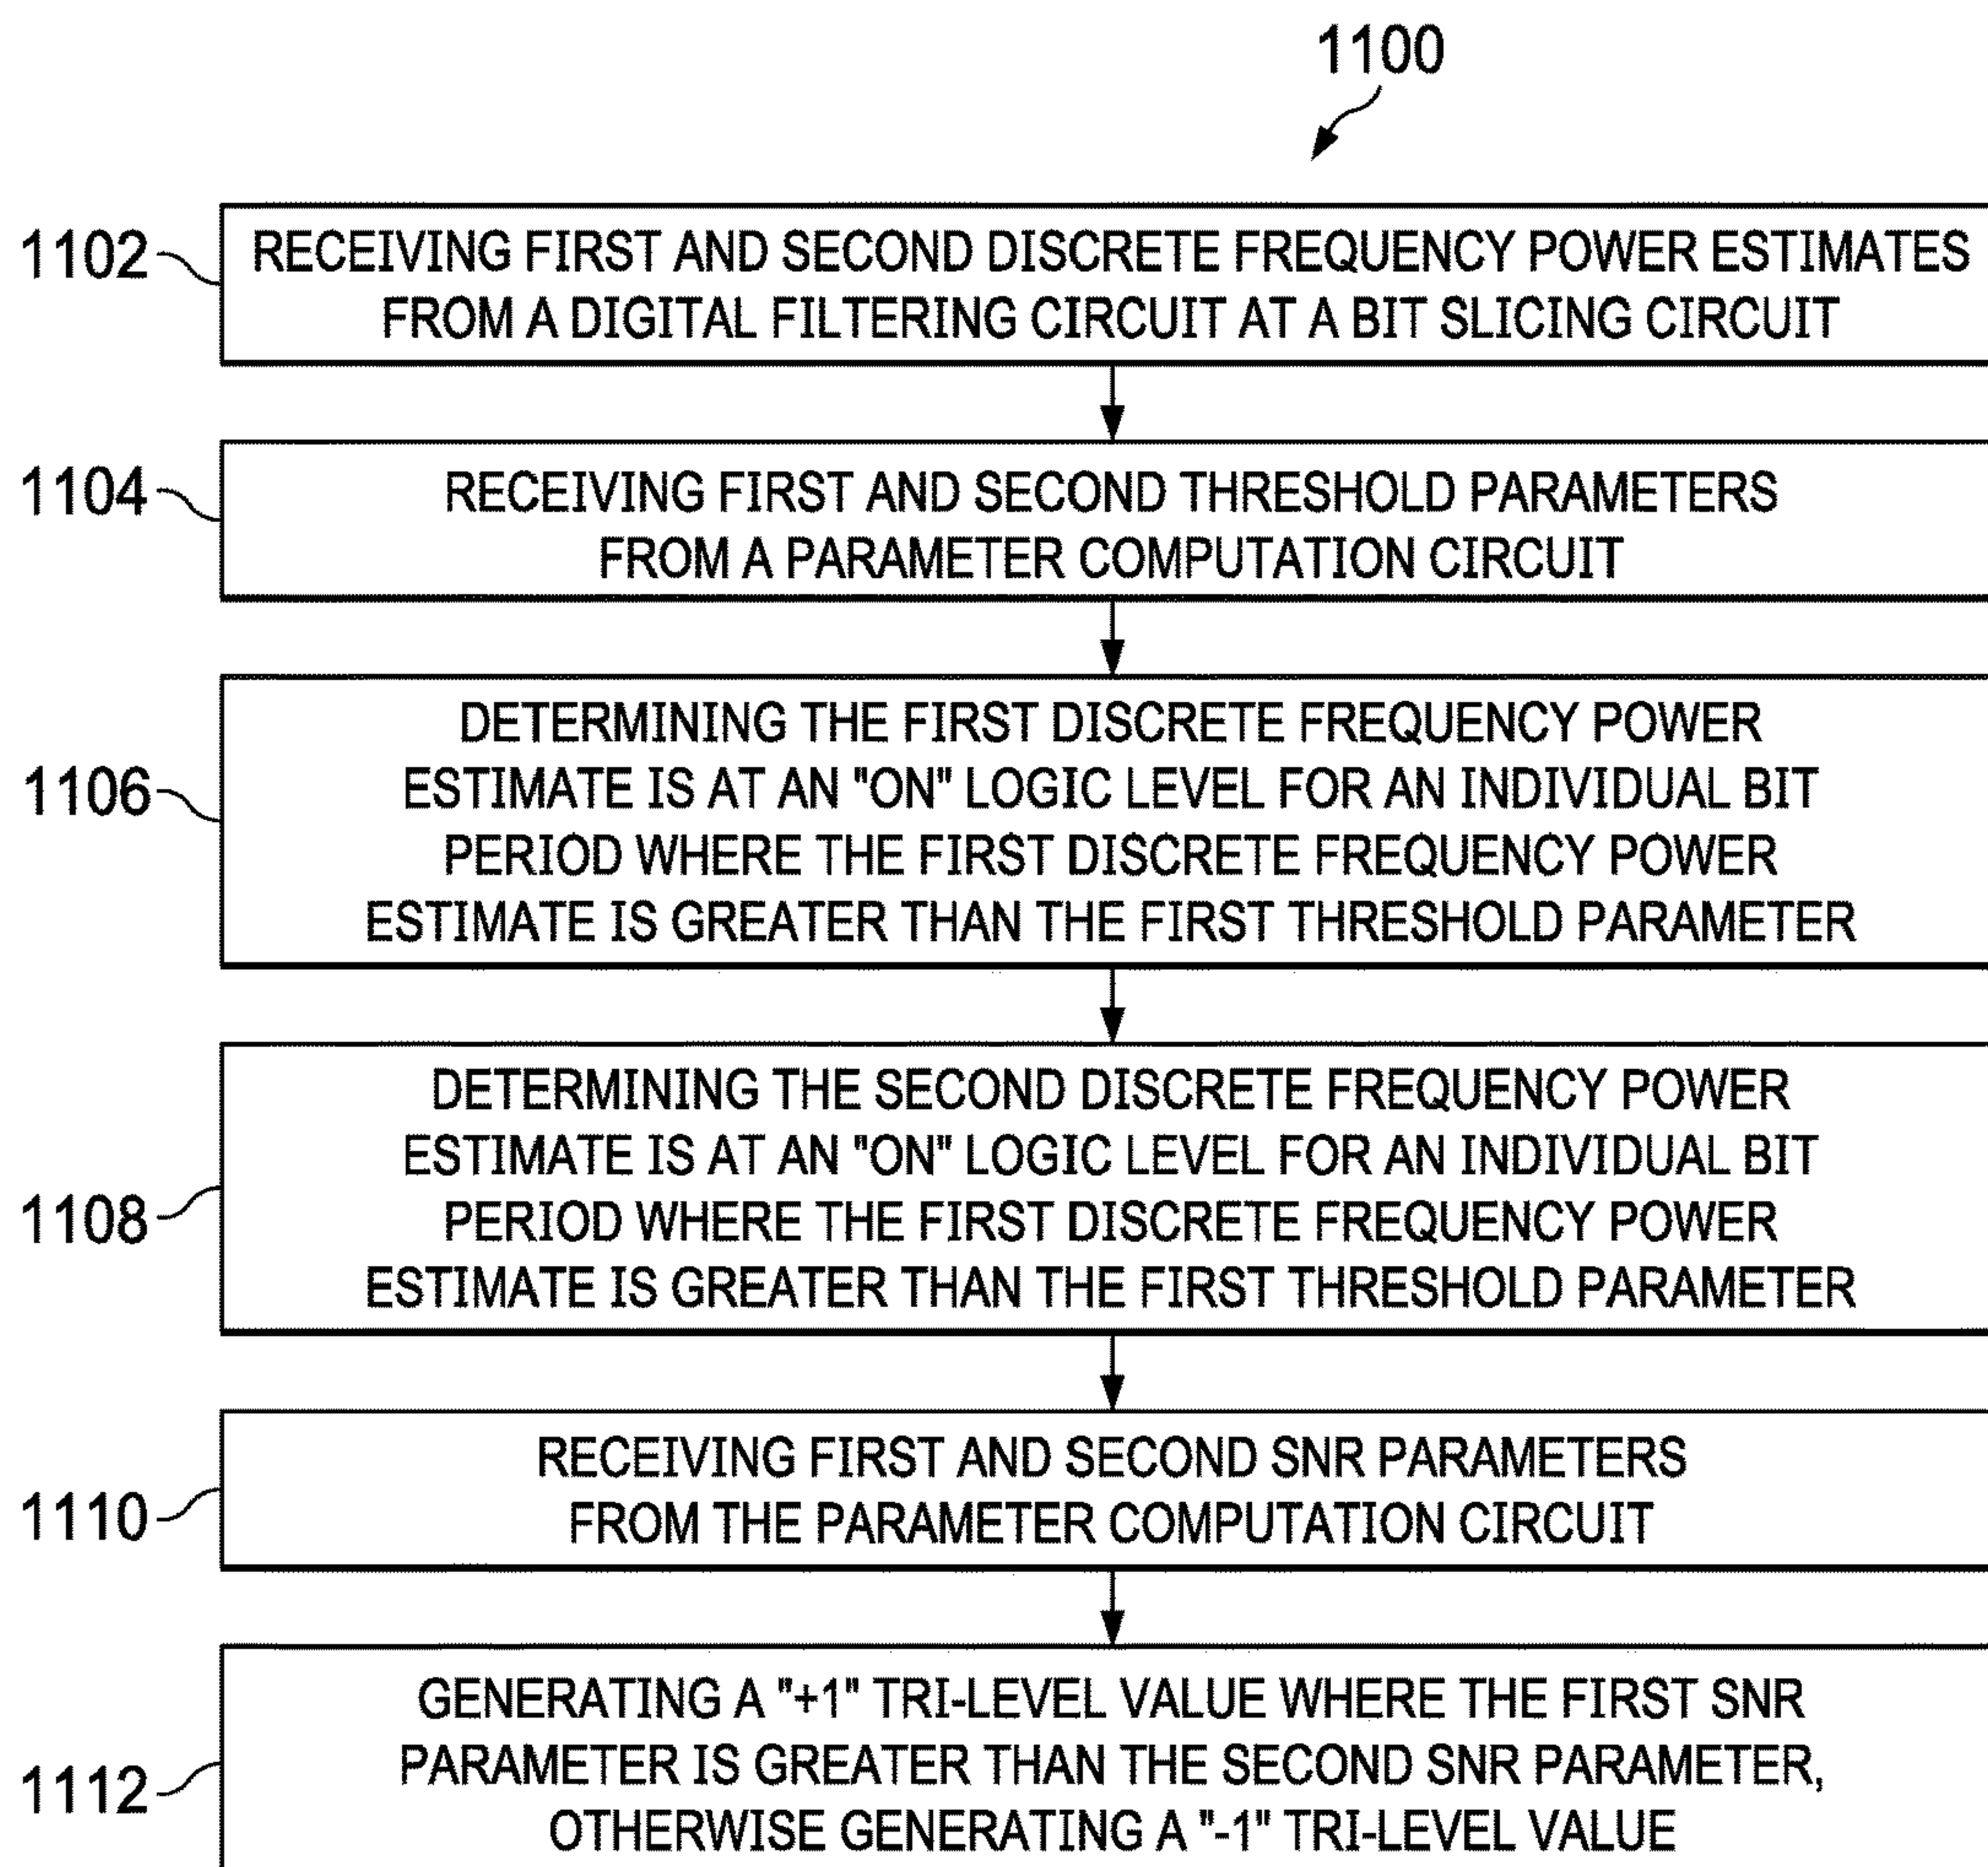 1100
1102
RECEIVING FIRST AND SECOND DISCRETE FREQUENCY POWER ESTIMATES
FROM A DIGITAL FILTERING CIRCUIT AT A BIT SLICING CIRCUIT
1104
RECEIVING FIRST AND SECOND THRESHOLD PARAMETERS
FROM A PARAMETER COMPUTATION CIRCUIT
1106
DETERMINING THE FIRST DISCRETE FREQUENCY POWER
ESTIMATE IS AT AN "ON" LOGIC LEVEL FOR AN INDIVIDUAL BIT
PERIOD WHERE THE FIRST DISCRETE FREQUENCY POWER
ESTIMATE IS GREATER THAN THE FIRST THRESHOLD PARAMETER
1108
DETERMINING THE SECOND DISCRETE FREQUENCY POWER
ESTIMATE IS AT AN "ON" LOGIC LEVEL FOR AN INDIVIDUAL BIT
PERIOD WHERE THE FIRST DISCRETE FREQUENCY POWER
ESTIMATE IS GREATER THAN THE FIRST THRESHOLD PARAMETER
1110
RECEIVING FIRST AND SECOND SNR PARAMETERS
FROM THE PARAMETER COMPUTATION CIRCUIT
1112
GENERATING A "+1" TRI-LEVEL VALUE WHERE THE FIRST SNR
PARAMETER IS GREATER THAN THE SECOND SNR PARAMETER,
OTHERWISE GENERATING A "-1" TRI-LEVEL VALUE